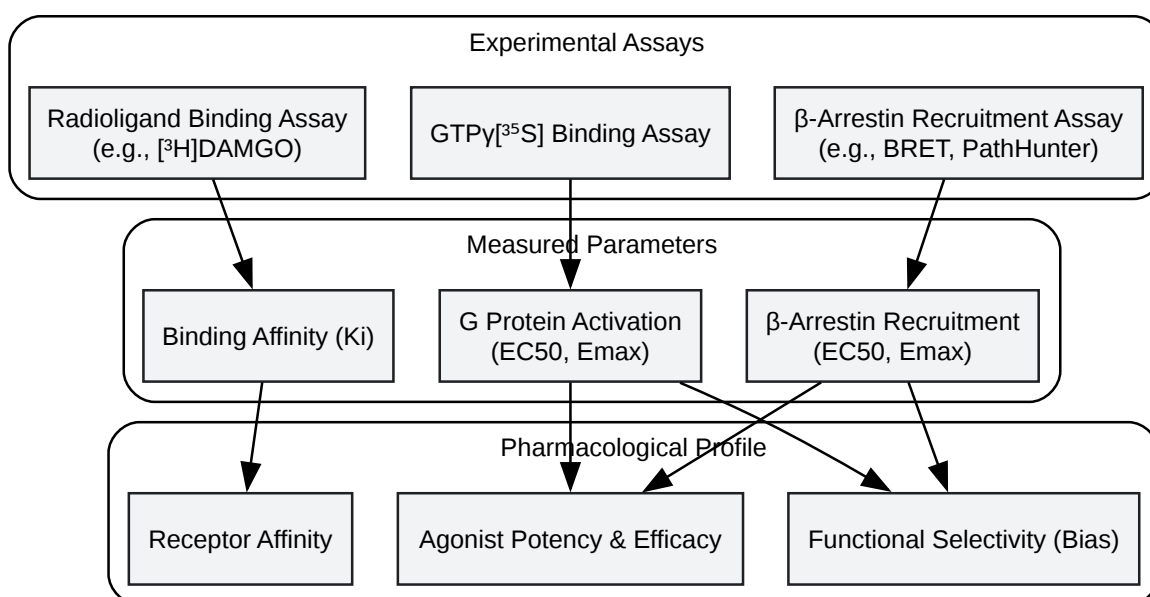 Experimental Assays
Radioligand Binding Assay
(e.g., [³H]DAMGO)
GTPγ[³⁵S] Binding Assay
β-Arrestin Recruitment Assay
(e.g., BRET, PathHunter)
Measured Parameters
Binding Affinity (Ki)
G Protein Activation
(EC50, Emax)
β-Arrestin Recruitment
(EC50, Emax)
Pharmacological Profile
Receptor Affinity
Agonist Potency & Efficacy
Functional Selectivity (Bias)